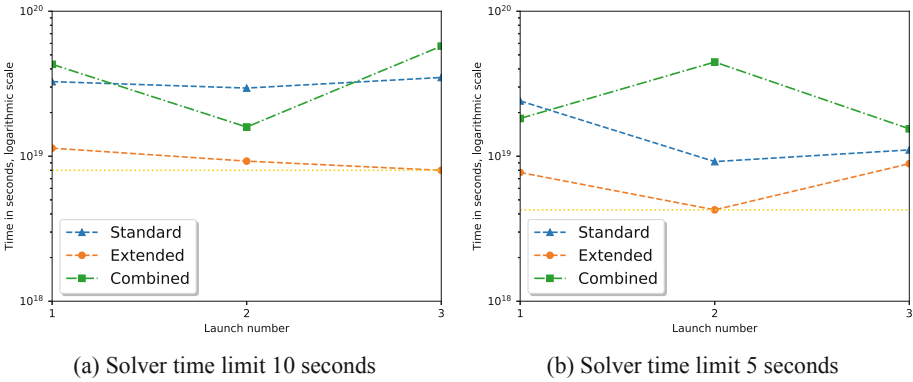 10^20
10^19
10^18
Time in seconds, logarithmic scale
Standard
Extended
Combined
1 2 3
Launch number
(a) Solver time limit 10 seconds
10^20
10^19
10^18
Time in seconds, logarithmic scale
Standard
Extended
Combined
1 2 3
Launch number
(b) Solver time limit 5 seconds